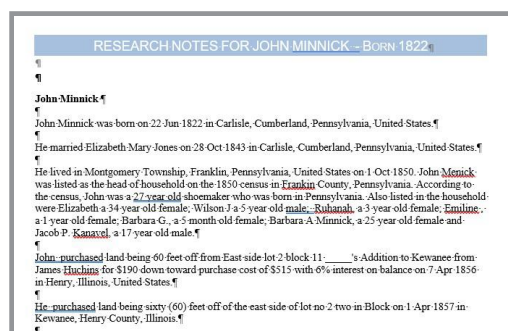 RESEARCH NOTES FOR JOHN MINNICK - BORN 1822¶
¶
¶
John Minnick¶
¶
John Minnick was born on 22 Jun 1822 in Carlisle, Cumberland, Pennsylvania, United States.¶
¶
He married Elizabeth Mary Jones on 28 Oct 1843 in Carlisle, Cumberland, Pennsylvania, United States.¶
¶
He lived in Montgomery Township, Franklin, Pennsylvania, United States on 1 Oct 1850. John Menick
was listed as the head of household on the 1850 census in Frankin County, Pennsylvania. According to
the census, John was a 27 year old shoemaker who was born in Pennsylvania. Also listed in the household
were Elizabeth a 34 year old female; Wilson J a 5 year old male; Ruhanah, a 3 year old female; Emiline ,
a 1 year old female; Barbara G., a 5 month old female; Barbara A Minnick, a 25 year old female and
Jacob P. Kanavel, a 17 year old male.¶
¶
John purchased land being 60 feet off from East side lot 2 block 11 _____'s Addition to Kewanee from
James Huchins for $190 down toward purchase cost of $515 with 6% interest on balance on 7 Apr 1856
in Henry, Illinois, United States.¶
¶
He purchased land being sixty (60) feet off of the east side of lot no 2 two in Block on 1 Apr 1857 in
Kewanee, Henry County, Illinois.¶
¶